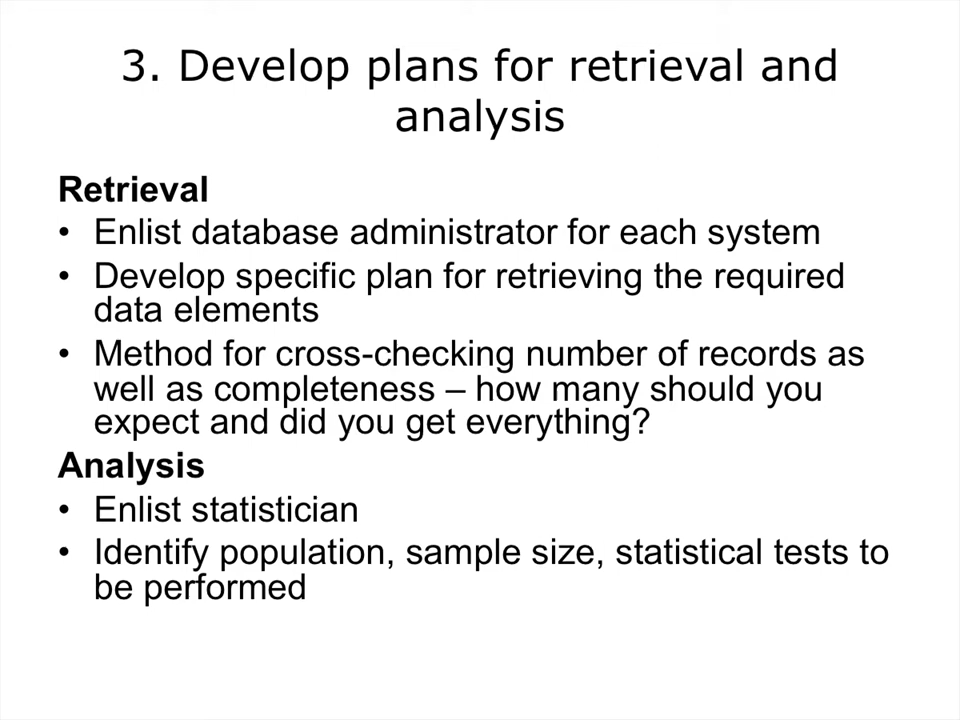 3. Develop plans for retrieval and
analysis
Retrieval
• Enlist database administrator for each system
• Develop specific plan for retrieving the required
data elements
• Method for cross-checking number of records as
well as completeness – how many should you
expect and did you get everything?
Analysis
• Enlist statistician
• Identify population, sample size, statistical tests to
be performed